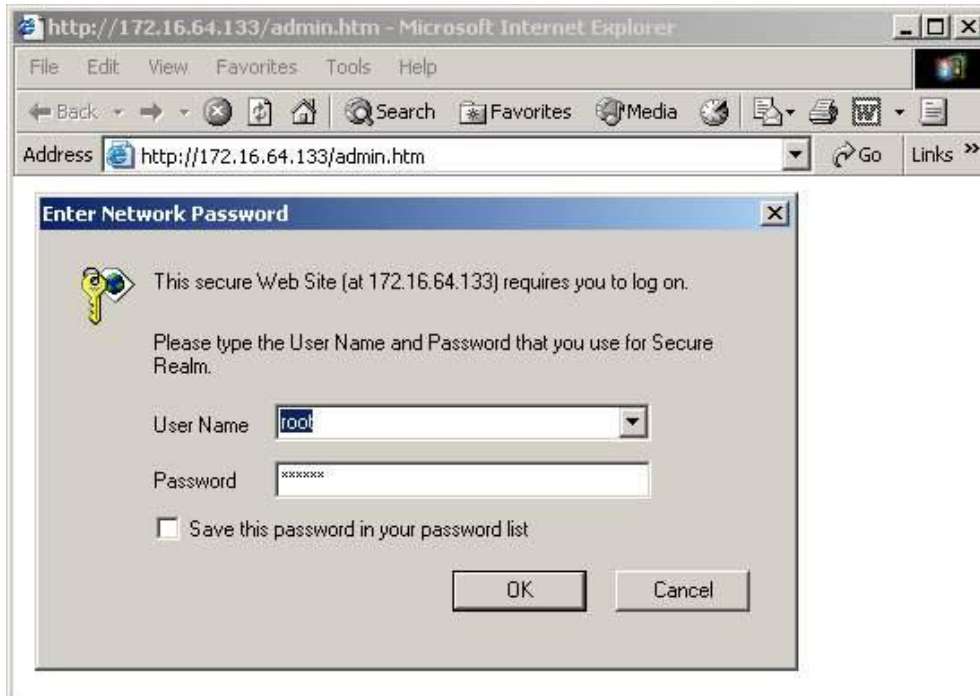 http://172.16.64.133/admin.htm - Microsoft Internet Explorer
File Edit View Favorites Tools Help
Back Search Favorites Media
Address http://172.16.64.133/admin.htm Go Links »
Enter Network Password
This secure Web Site (at 172.16.64.133) requires you to log on.
Please type the User Name and Password that you use for Secure
Realm.
User Name root
Password xxxxxx
Save this password in your password list
OK Cancel